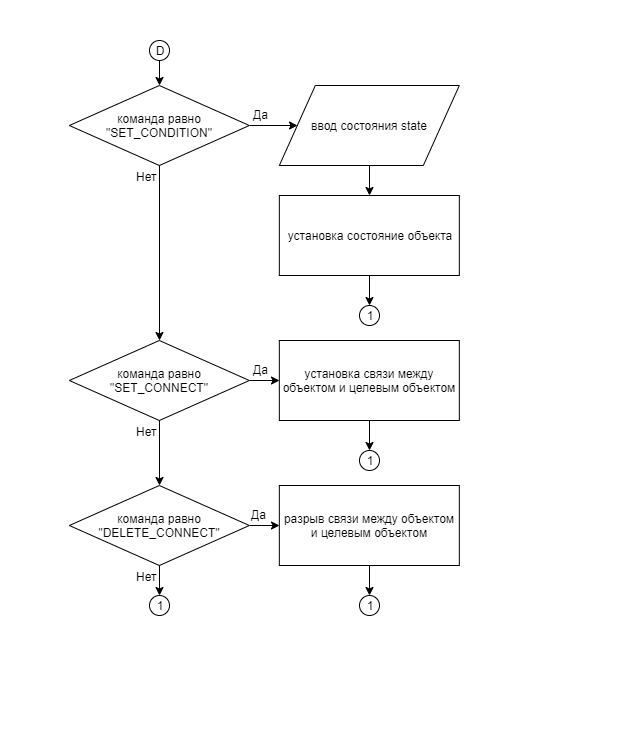 D
команда равно
"SET_CONDITION"
Да
ввод состояния state
Нет
установка состояние объекта
1
команда равно
"SET_CONNECT"
Да
установка связи между
объектом и целевым объектом
Нет
1
команда равно
"DELETE_CONNECT"
Да
разрыв связи между объектом
и целевым объектом
Нет
1
1